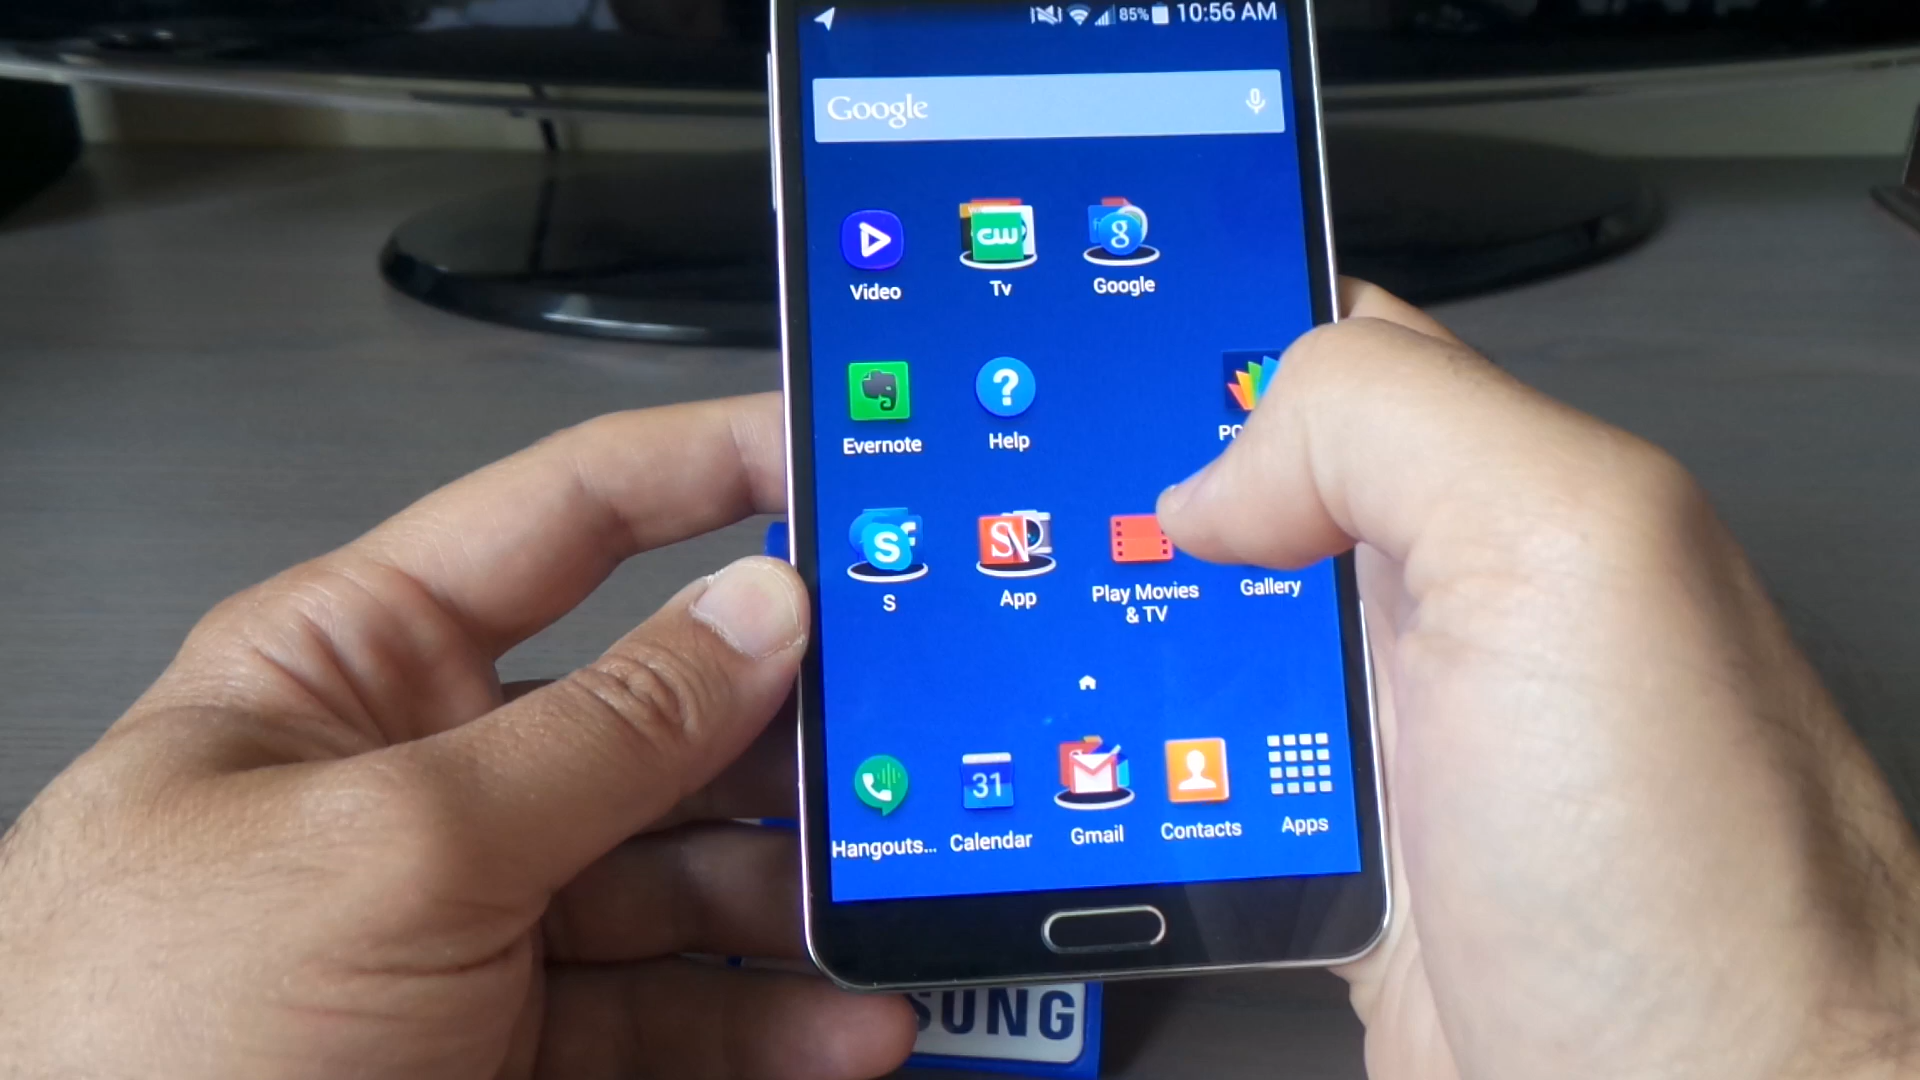 85% 10:56 AM
Google
cw
g
Video Tv Google
Evernote Help
S
Play Movies
& TV
S App Gallery
31
Hangouts... Calendar Gmail Contacts Apps
SUNG